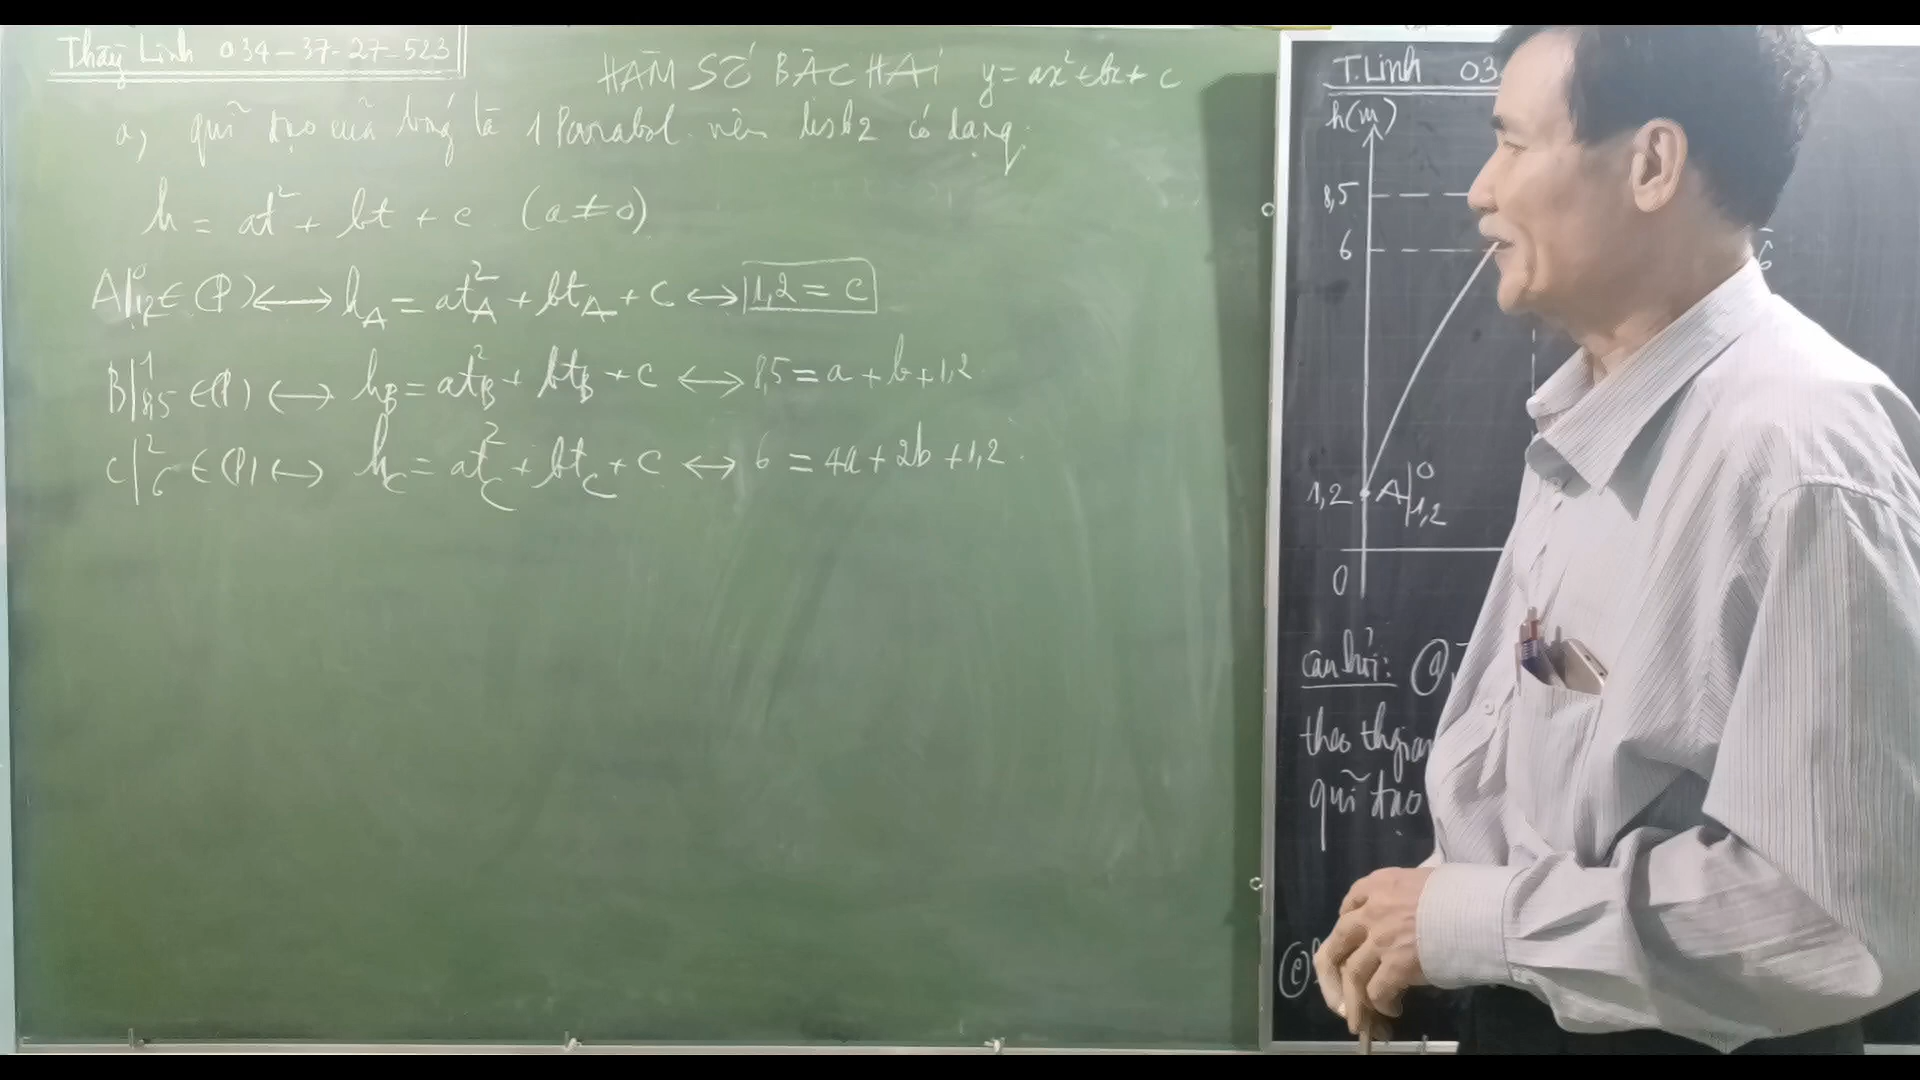 Thầy Linh 034-37-27-523
HÀM SỐ BẬC HAI y = ax² + bx + c
a, quĩ đạo của bóng là 1 Parabol nên hsb2 có dạng:
h = at² + bt + c (a ≠ 0)
A|0 1,2 ∈ (P) ⟷ h_A = at_A² + bt_A + c ⟷ 1,2 = c
B|1 8,5 ∈ (P) ⟷ h_B = at_B² + bt_B + c ⟷ 8,5 = a + b + 1,2
C|2 6 ∈ (P) ⟷ h_C = at_C² + bt_C + c ⟷ 6 = 4a + 2b + 1,2
T.Linh 03
h(m)
8,5
6
6
1,2 A|0 1,2
0
câu hỏi: a,
theo thgian
quĩ đạo
c